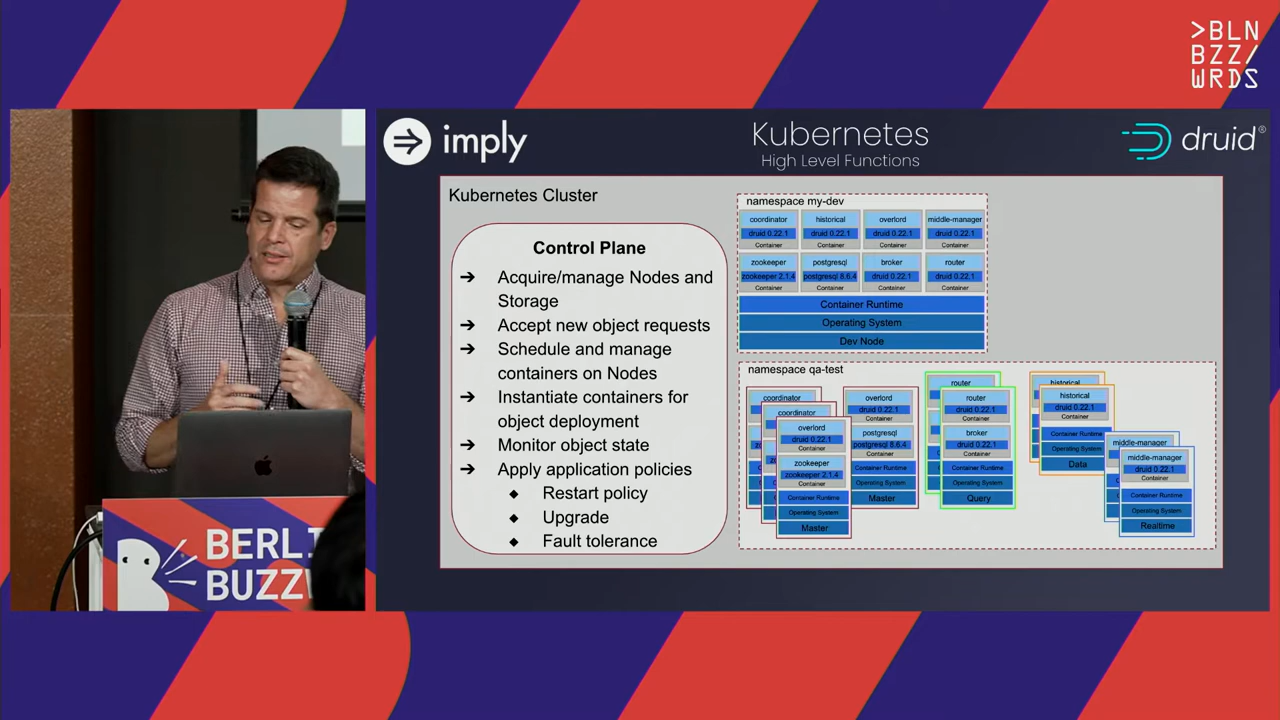 >BLN
BZZ/
WRDS
imply
Kubernetes
High Level Functions
druid®
Kubernetes Cluster
Control Plane
➔ Acquire/manage Nodes and
Storage
➔ Accept new object requests
➔ Schedule and manage
containers on Nodes
➔ Instantiate containers for
object deployment
➔ Monitor object state
➔ Apply application policies
◆ Restart policy
◆ Upgrade
◆ Fault tolerance
namespace my-dev
coordinator
druid 0.22.1
Container
historical
druid 0.22.1
Container
overlord
druid 0.22.1
Container
middle-manager
druid 0.22.1
Container
zookeeper
zookeeper 2.1.4
Container
postgresql
postgresql 8.6.4
Container
broker
druid 0.22.1
Container
router
druid 0.22.1
Container
Container Runtime
Operating System
Dev Node
namespace qa-test
coordinator
coordinator
overlord
druid 0.22.1
Container
zookeeper
zookeeper 2.1.4
Container
Container Runtime
Operating System
Master
overlord
druid 0.22.1
Container
postgresql
postgresql 8.6.4
Container Runtime
Operating System
Master
router
router
druid 0.22.1
Container
broker
druid 0.22.1
Container
Container Runtime
Operating System
Query
historical
historical
druid 0.22.1
Container
Container Runtime
Operating System
Data
middle-manager
middle-manager
druid 0.22.1
Container
Container Runtime
Operating System
Realtime
BERLI
BUZZW